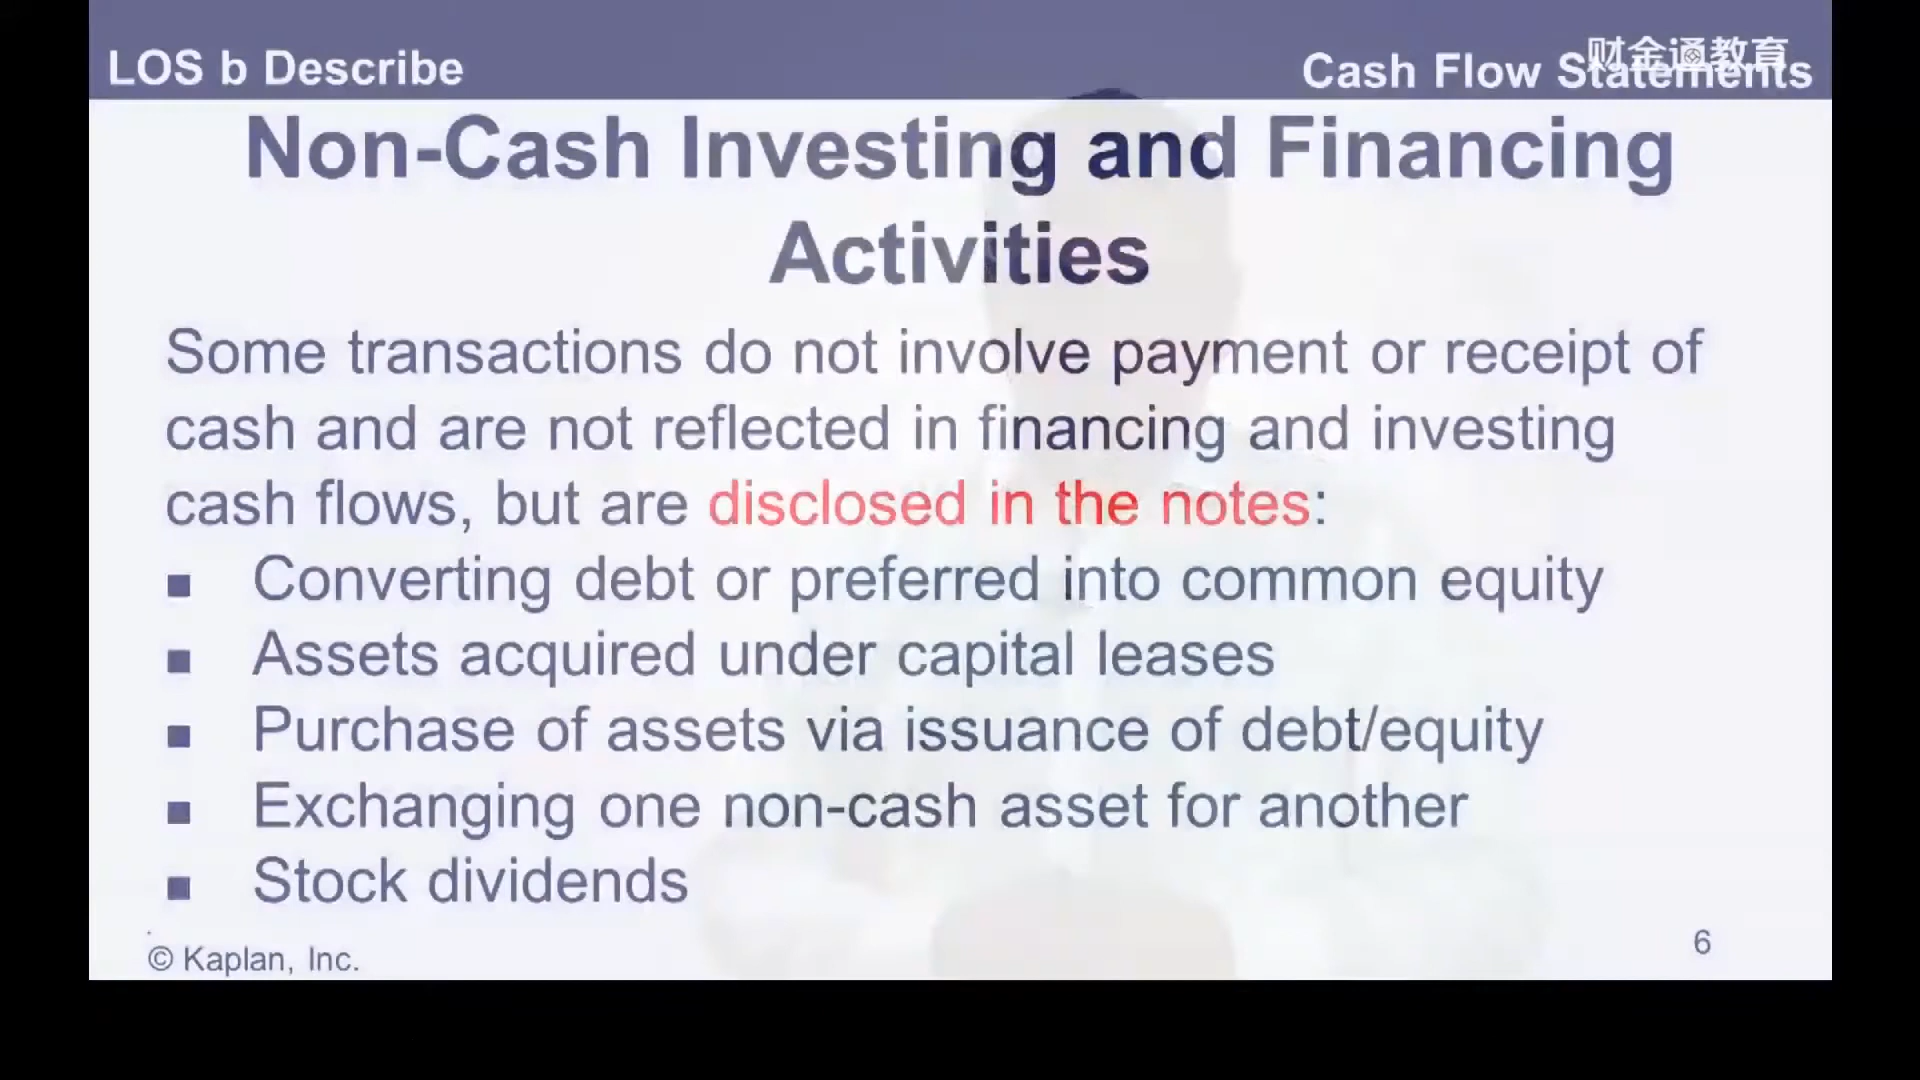 LOS b Describe
财金通教育
Cash Flow Statements
Non-Cash Investing and Financing
Activities
Some transactions do not involve payment or receipt of
cash and are not reflected in financing and investing
cash flows, but are disclosed in the notes:
▪ Converting debt or preferred into common equity
▪ Assets acquired under capital leases
▪ Purchase of assets via issuance of debt/equity
▪ Exchanging one non-cash asset for another
▪ Stock dividends
© Kaplan, Inc.
6